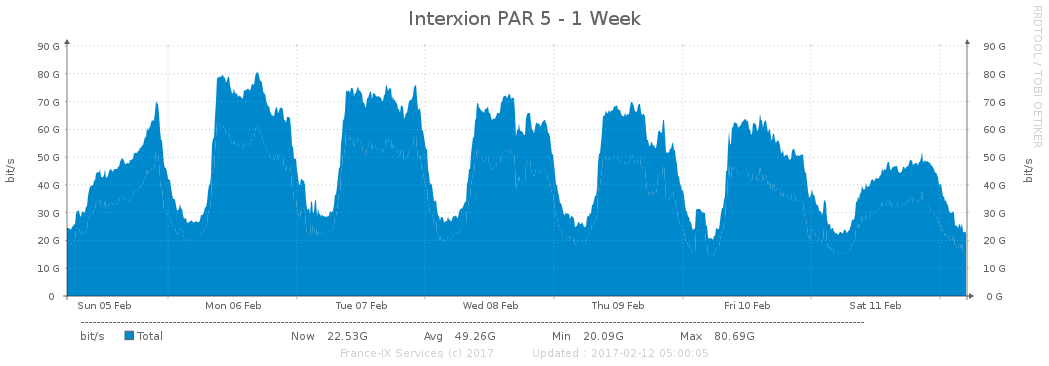 Interxion PAR 5 - 1 Week
RRDTOOL / TOBI OETIKER
90 G 90 G
80 G 80 G
70 G 70 G
60 G 60 G
50 G 50 G
40 G 40 G
30 G 30 G
20 G 20 G
10 G 10 G
0 0 G
bit/s bit/s
Sun 05 Feb Mon 06 Feb Tue 07 Feb Wed 08 Feb Thu 09 Feb Fri 10 Feb Sat 11 Feb
bit/s Total Now 22.53G Avg 49.26G Min 20.09G Max 80.69G
France-IX Services (c) 2017 Updated : 2017-02-12 05:00:05